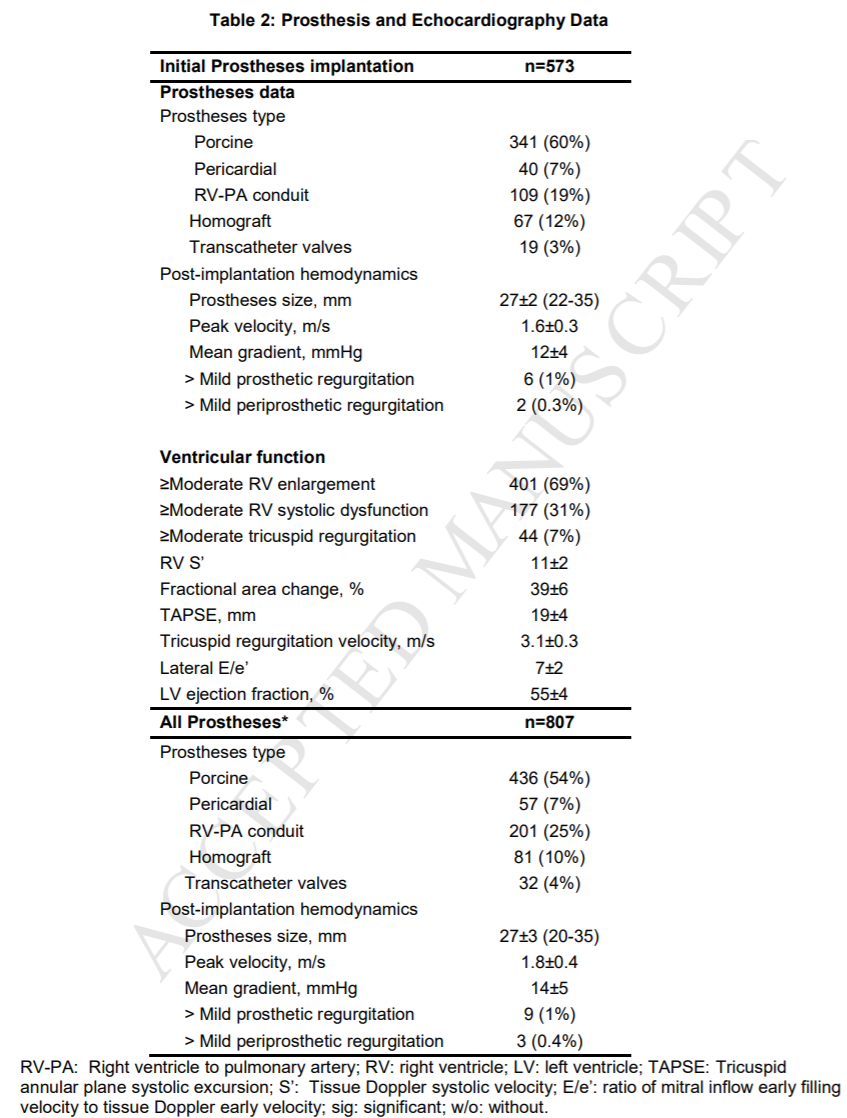 Table 2: Prosthesis and Echocardiography Data
Initial Prostheses implantation n=573
Prostheses data
Prostheses type
Porcine 341 (60%)
Pericardial 40 (7%)
RV-PA conduit 109 (19%)
Homograft 67 (12%)
Transcatheter valves 19 (3%)
Post-implantation hemodynamics
Prostheses size, mm 27±2 (22-35)
Peak velocity, m/s 1.6±0.3
Mean gradient, mmHg 12±4
> Mild prosthetic regurgitation 6 (1%)
> Mild periprosthetic regurgitation 2 (0.3%)
Ventricular function
≥Moderate RV enlargement 401 (69%)
≥Moderate RV systolic dysfunction 177 (31%)
≥Moderate tricuspid regurgitation 44 (7%)
RV S’ 11±2
Fractional area change, % 39±6
TAPSE, mm 19±4
Tricuspid regurgitation velocity, m/s 3.1±0.3
Lateral E/e’ 7±2
LV ejection fraction, % 55±4
All Prostheses* n=807
Prostheses type
Porcine 436 (54%)
Pericardial 57 (7%)
RV-PA conduit 201 (25%)
Homograft 81 (10%)
Transcatheter valves 32 (4%)
Post-implantation hemodynamics
Prostheses size, mm 27±3 (20-35)
Peak velocity, m/s 1.8±0.4
Mean gradient, mmHg 14±5
> Mild prosthetic regurgitation 9 (1%)
> Mild periprosthetic regurgitation 3 (0.4%)
RV-PA: Right ventricle to pulmonary artery; RV: right ventricle; LV: left ventricle; TAPSE: Tricuspid
annular plane systolic excursion; S’: Tissue Doppler systolic velocity; E/e’: ratio of mitral inflow early filling
velocity to tissue Doppler early velocity; sig: significant; w/o: without.
ACCEPTED MANUSCRIPT